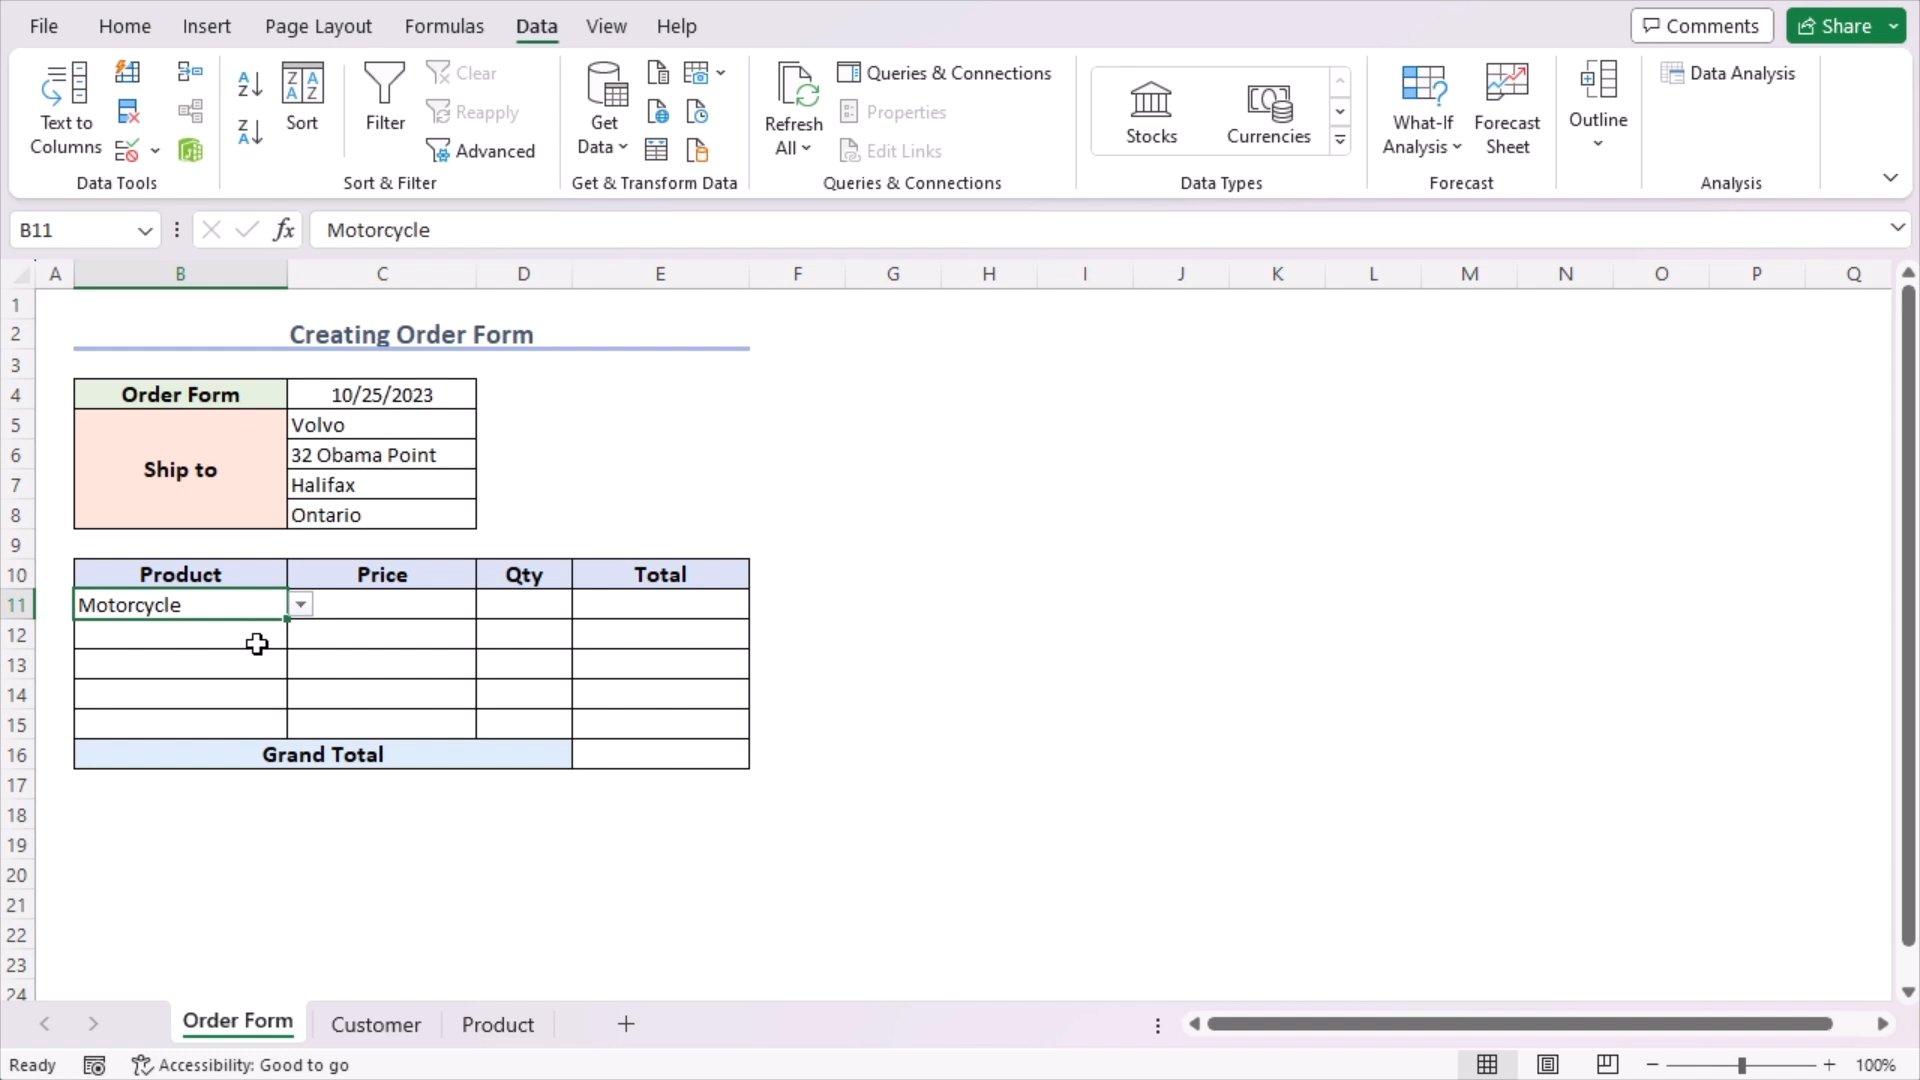 File Home Insert Page Layout Formulas Data View Help Comments Share
Text to Columns
Data Tools
A Z
Z A
Z A A Z
Sort
Filter
Clear
Reapply
Advanced
Sort & Filter
Get Data
Get & Transform Data
Refresh All
Queries & Connections
Properties
Edit Links
Queries & Connections
Stocks
Currencies
Data Types
What-If Analysis
Forecast Sheet
Forecast
Outline
Data Analysis
Analysis
B11 fx Motorcycle
A B C D E F G H I J K L M N O P Q
1
2 Creating Order Form
3
4 Order Form 10/25/2023
5 Volvo
6 Ship to 32 Obama Point
7 Halifax
8 Ontario
9
10 Product Price Qty Total
11 Motorcycle
12
13
14
15
16 Grand Total
17
18
19
20
21
22
23
24
Order Form Customer Product
Ready Accessibility: Good to go 100%